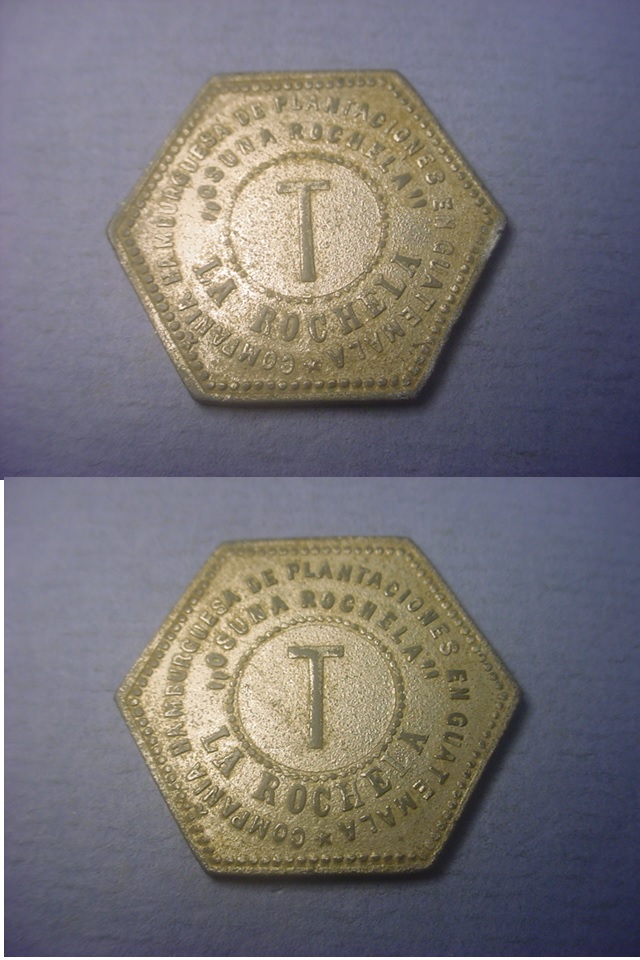 COMPAÑIA HAMBURGUESA DE PLANTACIONES EN GUATEMALA
"OSUNA ROCHELA"
T
LA ROCHELA
COMPAÑIA HAMBURGUESA DE PLANTACIONES EN GUATEMALA
"OSUNA ROCHELA"
T
LA ROCHELA